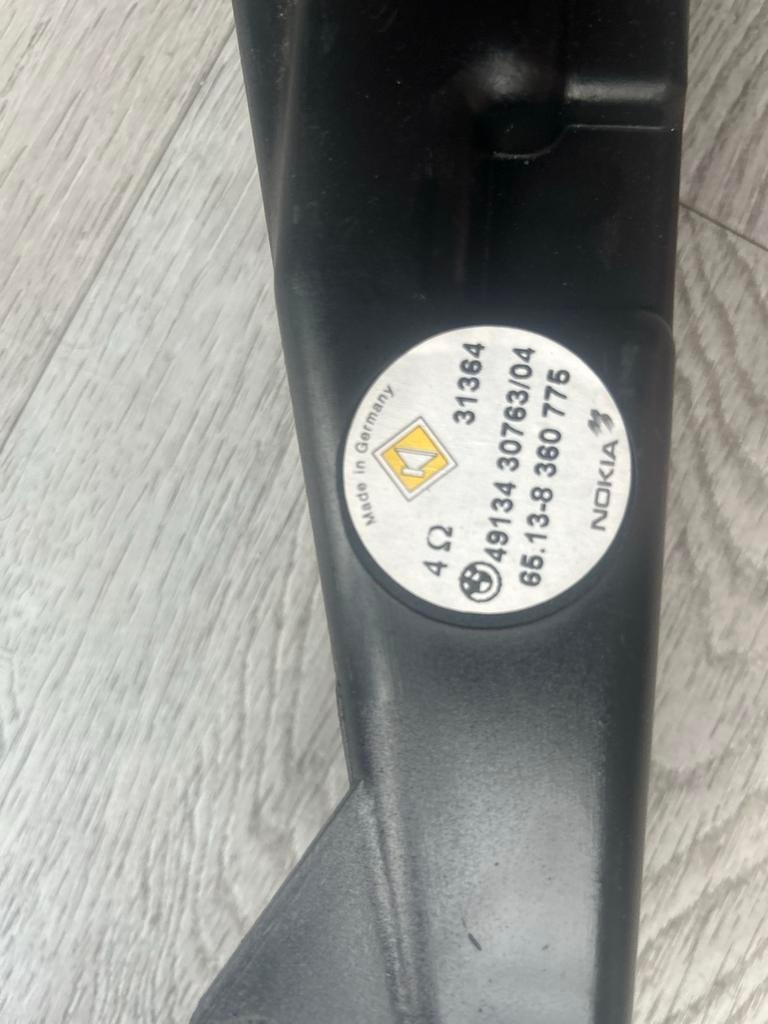 Made in Germany
4 Ω 31364
49134 30763/04
65.13-8 360 775
NOKIA